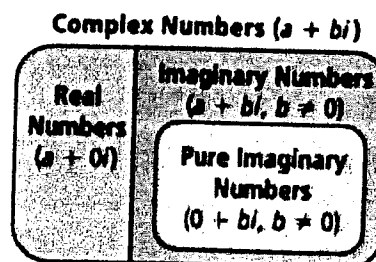 Complex Numbers (a + bi)
Real
Numbers
(a + 0i)
Imaginary Numbers
(a + bi, b ≠ 0)
Pure Imaginary
Numbers
(0 + bi, b ≠ 0)